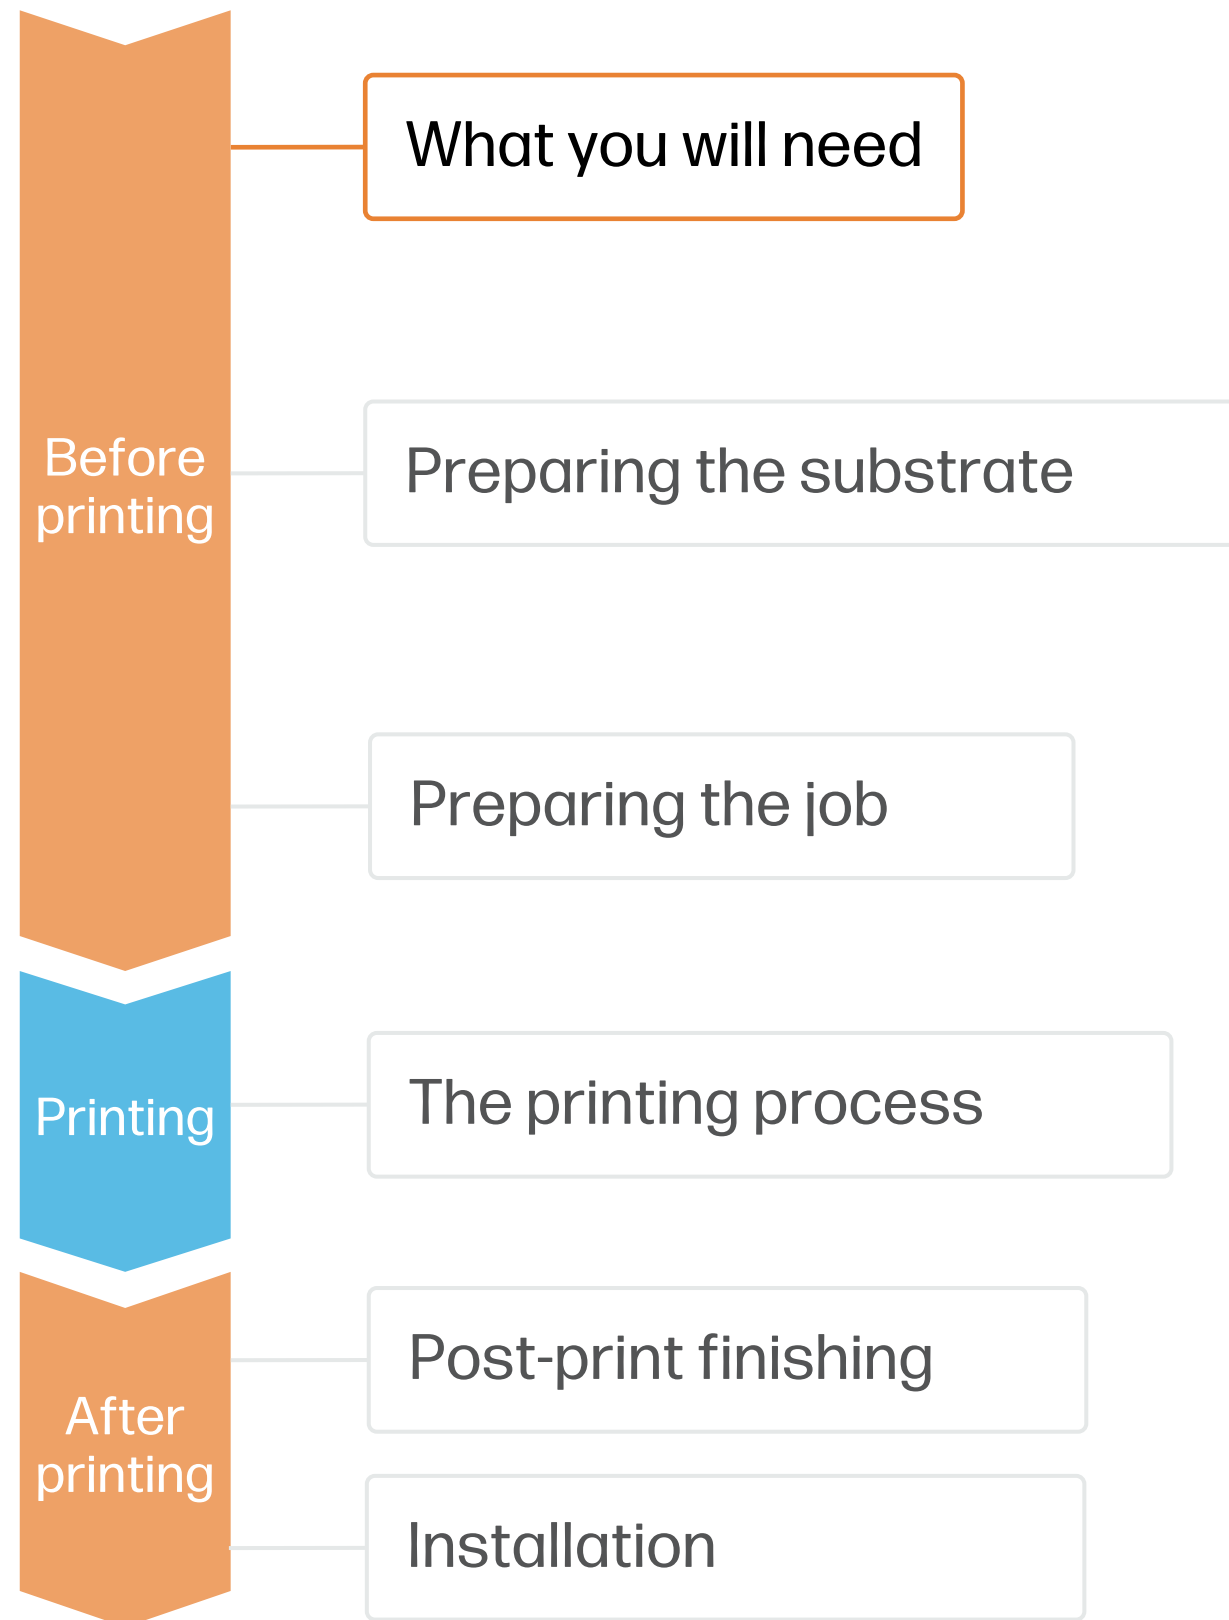 What you will need
Before
printing
Preparing the substrate
Preparing the job
Printing
The printing process
After
printing
Post-print finishing
Installation